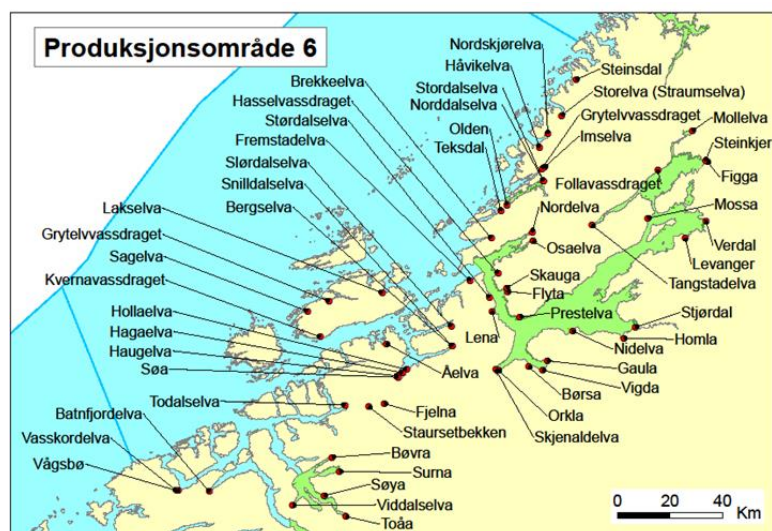 Produksjonsområde 6
Nordskjørelva
Håvikelva
Stordalselva
Norddalselva
Olden
Teksdal
Brekkeelva
Hasselvassdraget
Størdalselva
Fremstadelva
Slørdalselva
Snilldalselva
Bergselva
Lakselva
Grytelvvassdraget
Sagelva
Kvernavassdraget
Hollaelva
Hagaelva
Haugelva
Søa
Todalselva
Batnfjordelva
Vasskordelva
Vågsbø
Steinsdal
Storelva (Straumselva)
Grytelvvassdraget
Imselva
Mollelva
Steinkjer
Figga
Follavassdraget
Mossa
Nordelva
Osaelva
Verdal
Levanger
Tangstadelva
Skauga
Flyta
Prestelva
Stjørdal
Lena
Nidelva
Homla
Åelva
Gaula
Børsa
Vigda
Orkla
Skjenaldelva
Fjelna
Staursetbekken
Bøvra
Surna
Søya
Viddalselva
Toåa
0 20 40
Km